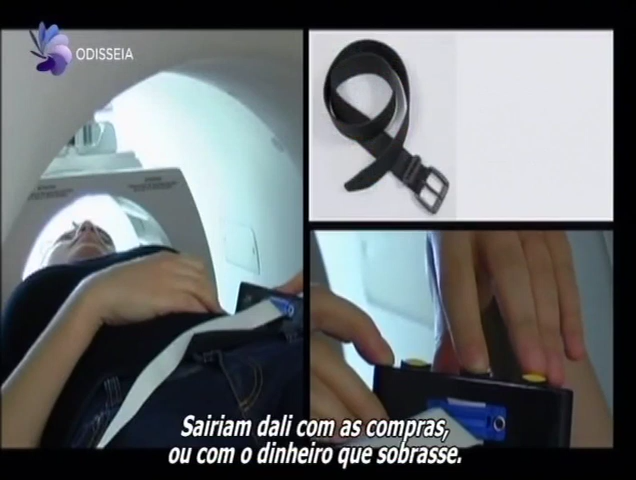 ODISSEIA
Sairiam dali com as compras,
ou com o dinheiro que sobrasse.